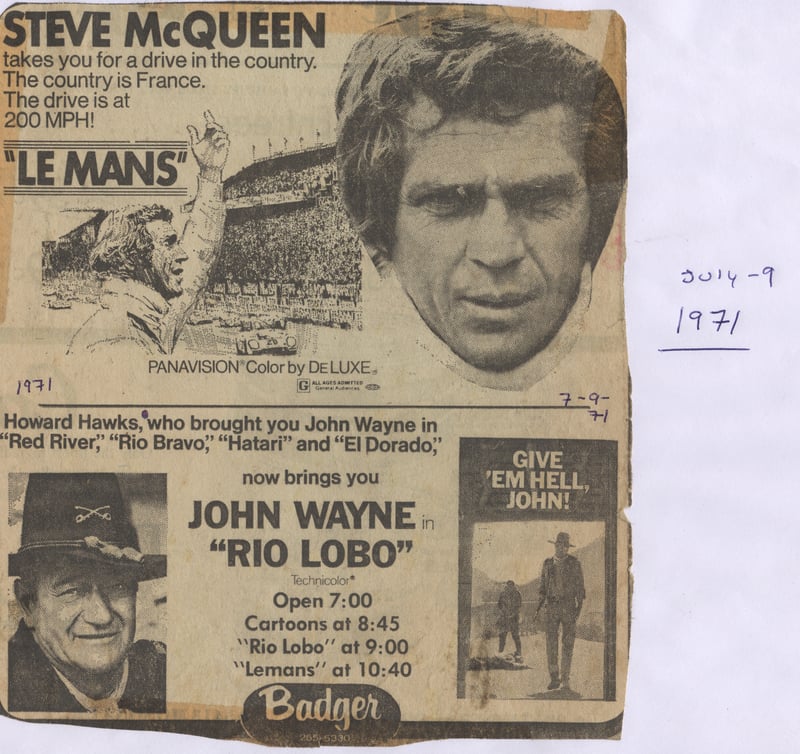 STEVE McQUEEN
takes you for a drive in the country.
The country is France.
The drive is at
200 MPH!
"LE MANS"
PANAVISION® Color by DE LUXE®
G ALL AGES ADMITTED
General Audiences
1971
7-9-
71
JULY-9
1971
Howard Hawks, who brought you John Wayne in
"Red River," "Rio Bravo," "Hatari" and "El Dorado,"
now brings you
JOHN WAYNE in
"RIO LOBO"
Technicolor®
Open 7:00
Cartoons at 8:45
"Rio Lobo" at 9:00
"Lemans" at 10:40
GIVE
'EM HELL,
JOHN!
Badger
255-5330